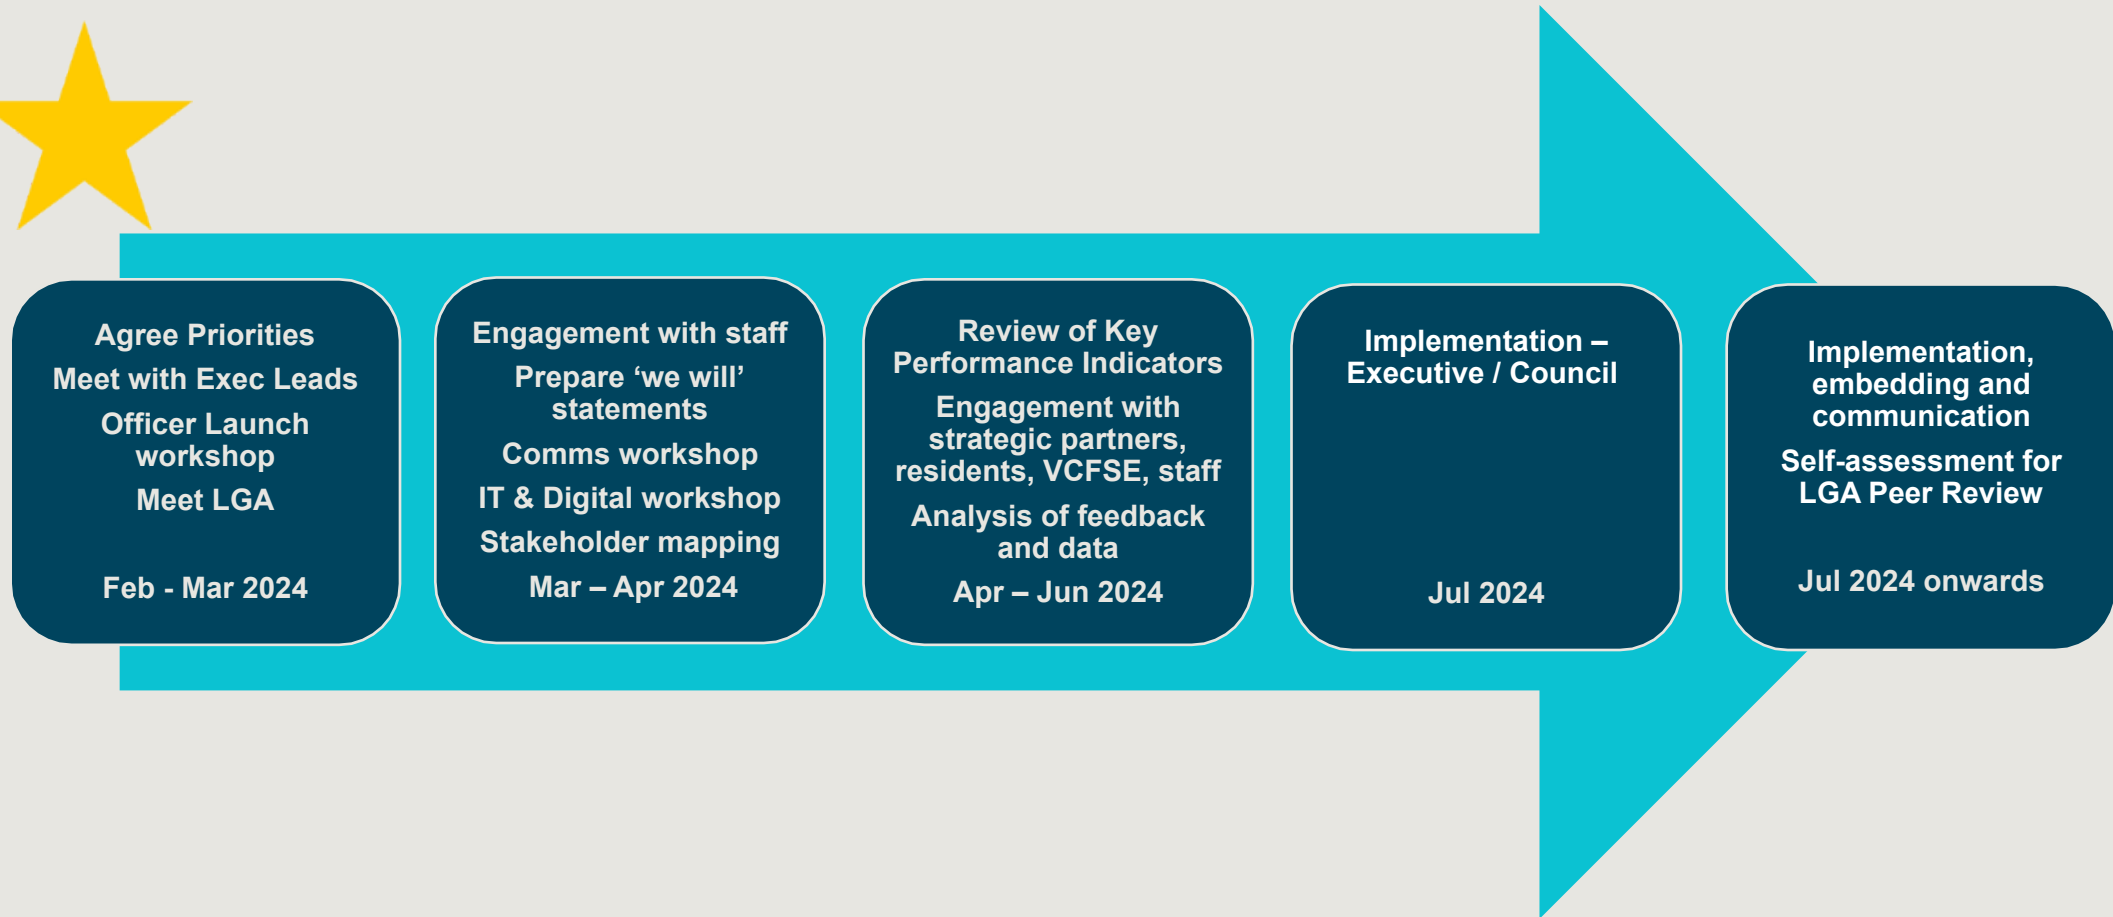 Agree Priorities
Meet with Exec Leads
Officer Launch
workshop
Meet LGA
Feb - Mar 2024
Engagement with staff
Prepare ‘we will’
statements
Comms workshop
IT & Digital workshop
Stakeholder mapping
Mar – Apr 2024
Review of Key
Performance Indicators
Engagement with
strategic partners,
residents, VCFSE, staff
Analysis of feedback
and data
Apr – Jun 2024
Implementation –
Executive / Council
Jul 2024
Implementation,
embedding and
communication
Self-assessment for
LGA Peer Review
Jul 2024 onwards